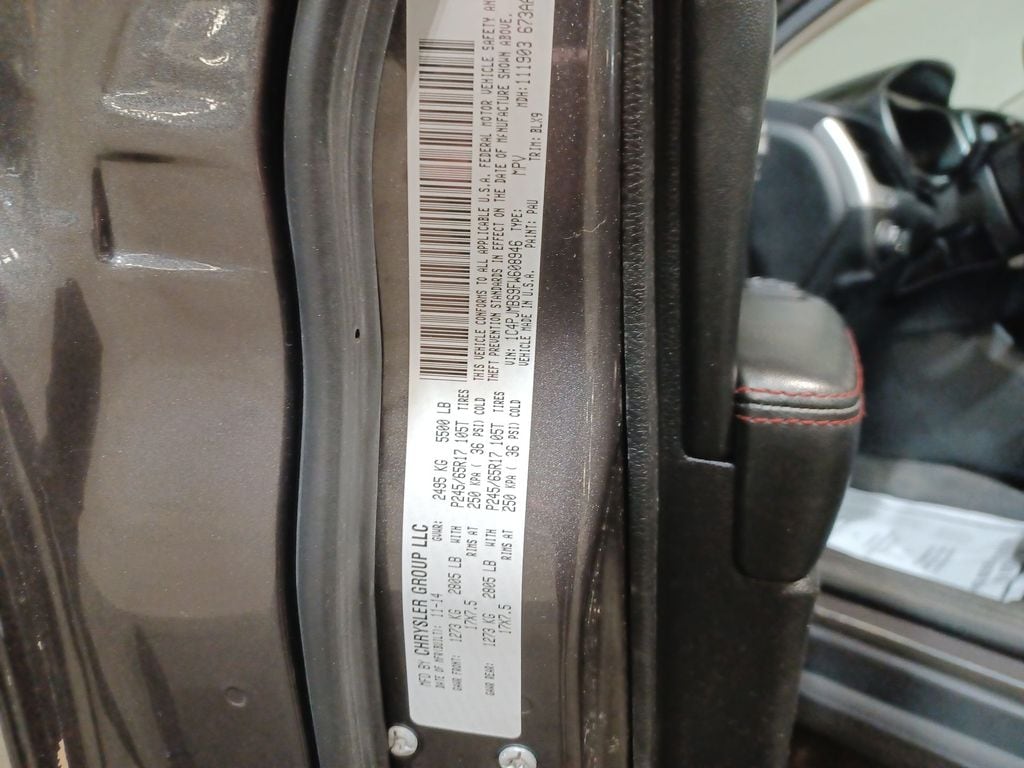 MFD BY CHRYSLER GROUP LLC
DATE OF MFR(BUILT): 11-14 GVWR: 2495 KG 5500 LB
GAWR FRONT: 1273 KG 2805 LB WITH P245/65R17 105T TIRES
17X7.5 RIMS AT 250 KPA ( 36 PSI) COLD
GAWR REAR: 1273 KG 2805 LB WITH P245/65R17 105T TIRES
17X7.5 RIMS AT 250 KPA ( 36 PSI) COLD
THIS VEHICLE CONFORMS TO ALL APPLICABLE U.S.A. FEDERAL MOTOR VEHICLE SAFETY
THEFT PREVENTION STANDARDS IN EFFECT ON THE DATE OF MANUFACTURE SHOWN ABOVE.
VIN: 1C4PJMBS9FW608946 TYPE: MPV MDH:111903 673AA
VEHICLE MADE IN U.S.A. PAINT: PAU TRIM: BLX9